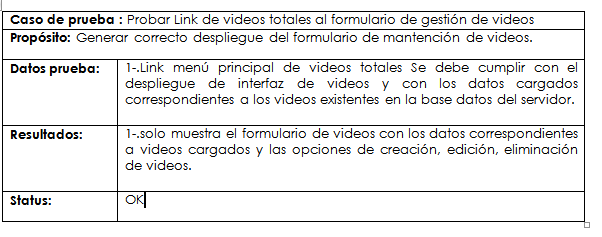 Caso de prueba : Probar Link de videos totales al formulario de gestión de videos
Propósito: Generar correcto despliegue del formulario de mantención de videos.
Datos prueba: 1-.Link menú principal de videos totales Se debe cumplir con el
despliegue de interfaz de videos y con los datos cargados
correspondientes a los videos existentes en la base datos del servidor.
Resultados: 1-.solo muestra el formulario de videos con los datos correspondientes
a videos cargados y las opciones de creación, edición, eliminación
de videos.
Status: OK